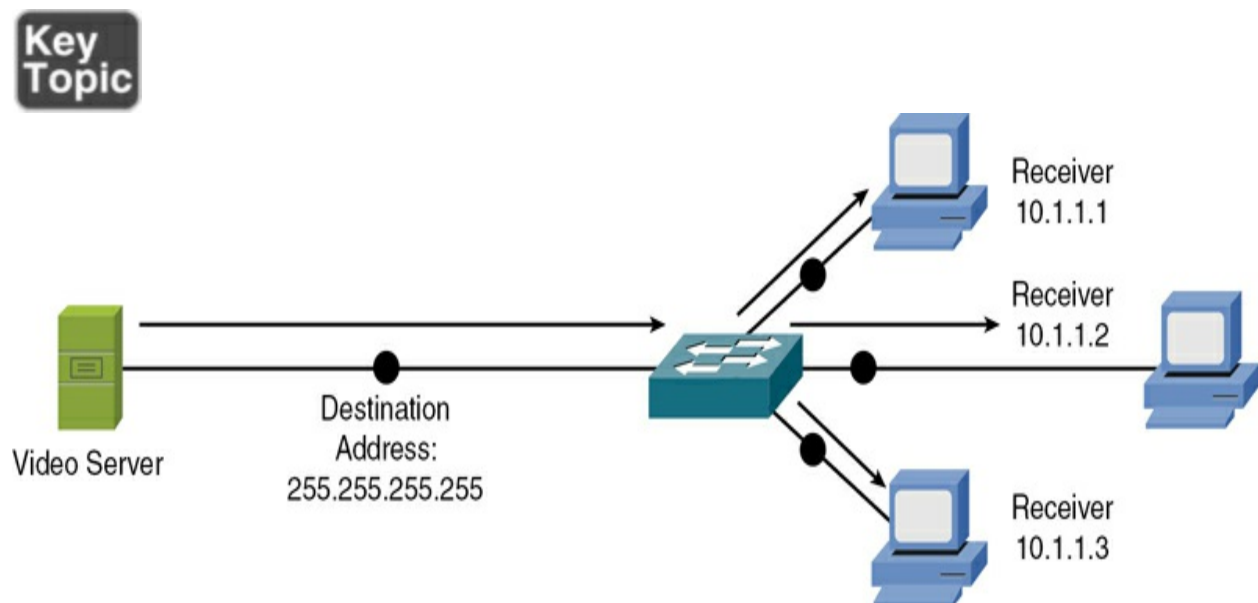 Key
Topic
Receiver
10.1.1.1
Receiver
10.1.1.2
Destination
Address:
255.255.255.255
Video Server
Receiver
10.1.1.3